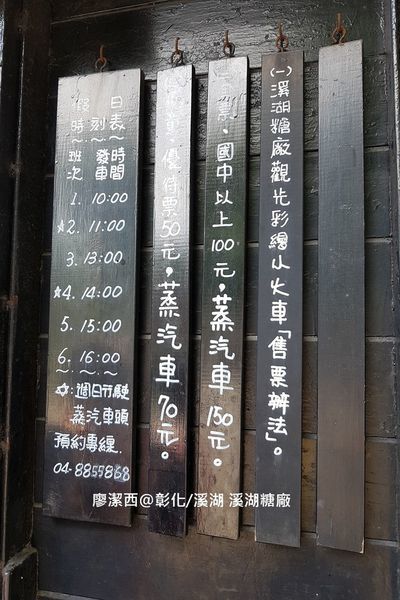 (一)溪湖糖廠觀光彩繪小火車「售票辦法」。
、國中以上100元，蒸汽車150元。
優待票50元，蒸汽車70元。
假日
時刻表
班次 發車時間
1. 10:00
☆2. 11:00
3. 13:00
☆4. 14:00
5. 15:00
6. 16:00
☆:週日行駛
蒸汽車頭
預約專線
04-8855868
廖潔西@彰化/溪湖 溪湖糖廠